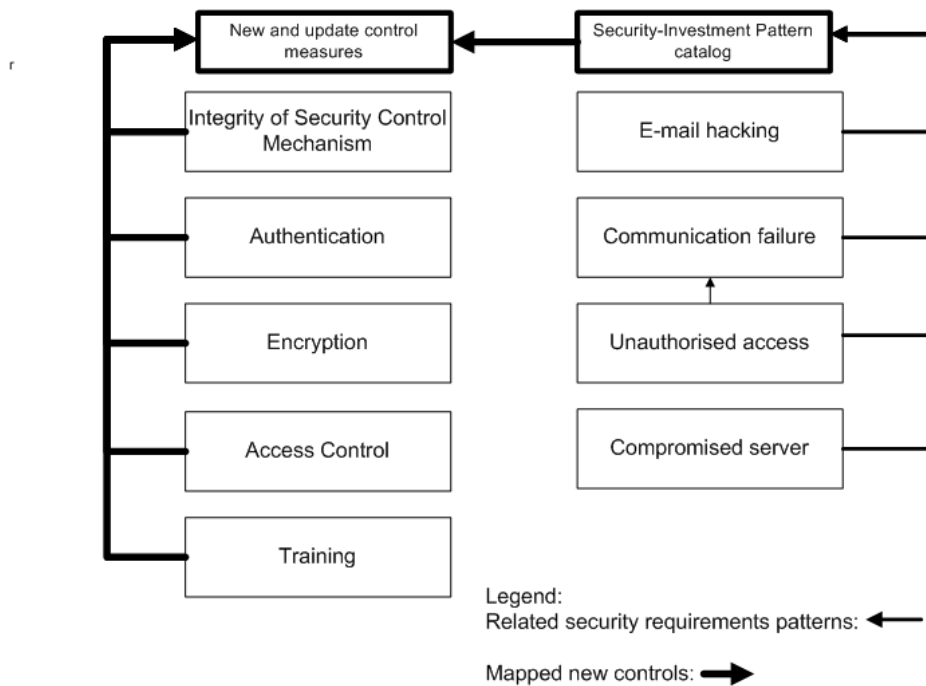 New and update control
measures
Security-Investment Pattern
catalog
r
Integrity of Security Control
Mechanism
E-mail hacking
Authentication
Communication failure
Encryption
Unauthorised access
Access Control
Compromised server
Training
Legend:
Related security requirements patterns:
Mapped new controls: